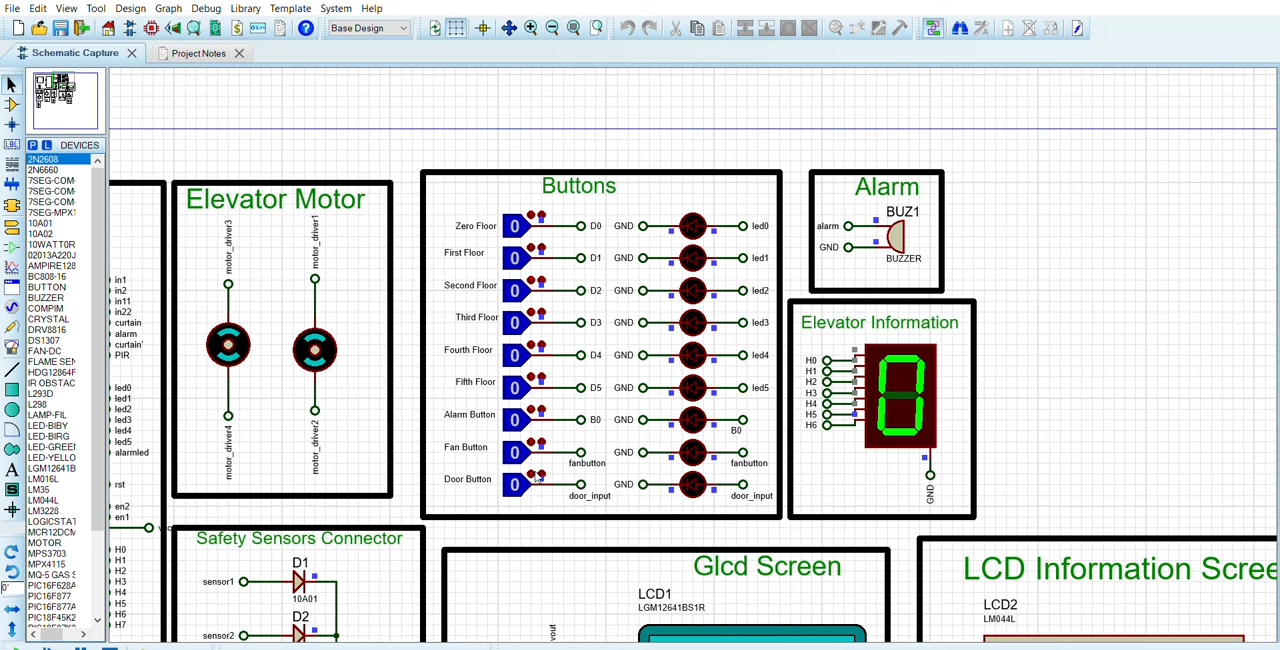 File Edit View Tool Design Graph Debug Library Template System Help
Base Design
Schematic Capture
Project Notes
P L DEVICES
2N2608
2N6660
7SEG-COM-
7SEG-COM-
7SEG-COM-
7SEG-MPX1
10A01
10A02
10WATT0R
02013A220J
AMPIRE128
BC808-16
BUTTON
BUZZER
COMPIM
CRYSTAL
DRV8816
DS1307
FAN-DC
FLAME SEN
HDG12864F
IR OBSTAC
L293D
L298
LAMP-FIL
LED-BIBY
LED-BIRG
LED-GREEN
LED-YELLO
LGM12641B
LM016L
LM35
LM044L
LM3228
LOGICSTAT
MCR12DCM
MOTOR
MPS3703
MPX4115
MQ-5 GAS S
PIC16F628A
PIC16F877
PIC16F877A
PIC18F45K2
in1
in2
in11
in22
curtain
alarm
curtain'
PIR
led0
led1
led2
led3
led4
led5
alarmled
rst
en2
en1
H0
H1
H2
H3
H4
H5
H6
H7
Elevator Motor
motor_driver3
motor_driver1
motor_driver4
motor_driver2
Buttons
Zero Floor 0 D0 GND led0
First Floor 0 D1 GND led1
Second Floor 0 D2 GND led2
Third Floor 0 D3 GND led3
Fourth Floor 0 D4 GND led4
Fifth Floor 0 D5 GND led5
Alarm Button 0 B0 GND B0
Fan Button 0 fanbutton GND fanbutton
Door Button 0 door_input GND door_input
Alarm
BUZ1
alarm
GND
BUZZER
Elevator Information
H0
H1
H2
H3
H4
H5
H6
GND
Safety Sensors Connector
D1
sensor1
10A01
D2
sensor2
Glcd Screen
LCD1
LGM12641BS1R
vout
LCD Information Scree
LCD2
LM044L